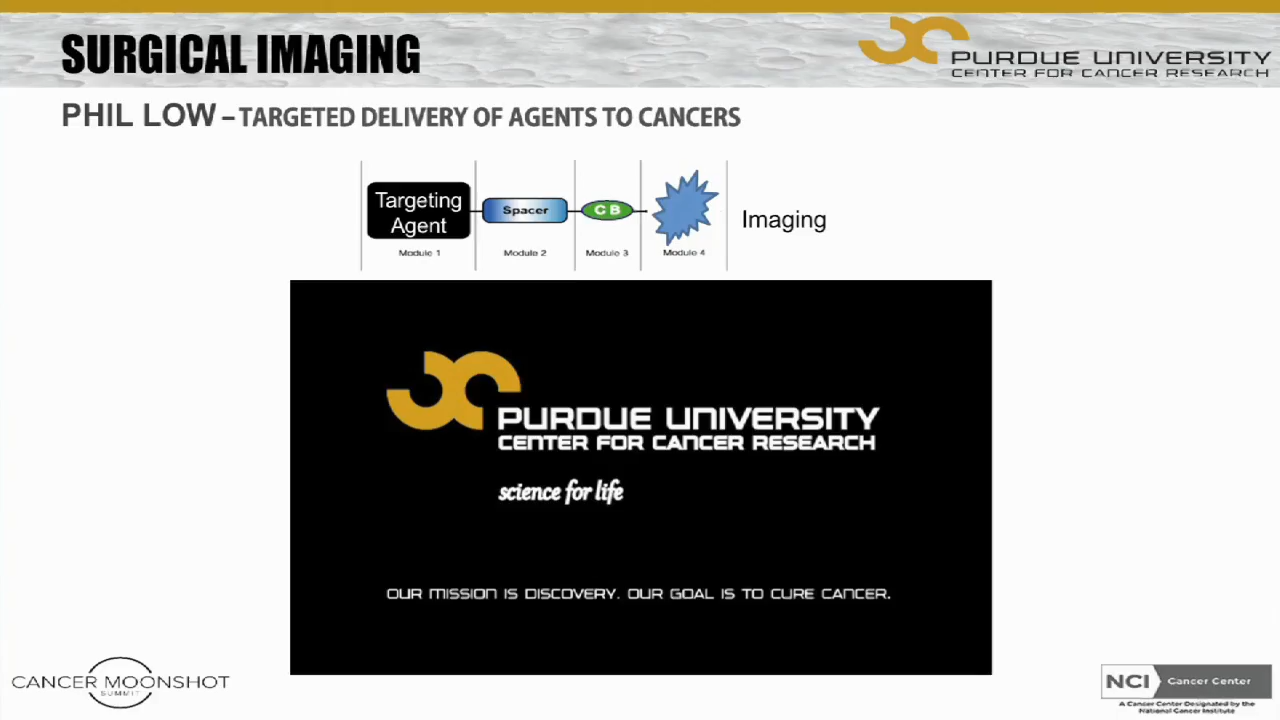 SURGICAL IMAGING
PURDUE UNIVERSITY
CENTER FOR CANCER RESEARCH
PHIL LOW – TARGETED DELIVERY OF AGENTS TO CANCERS
Targeting
Agent
Spacer
CB
Imaging
Module 1
Module 2
Module 3
Module 4
PURDUE UNIVERSITY
CENTER FOR CANCER RESEARCH
science for life
OUR MISSION IS DISCOVERY. OUR GOAL IS TO CURE CANCER.
CANCER MOONSHOT
SUMMIT
NCI Cancer Center
A Cancer Center Designated by the
National Cancer Institute